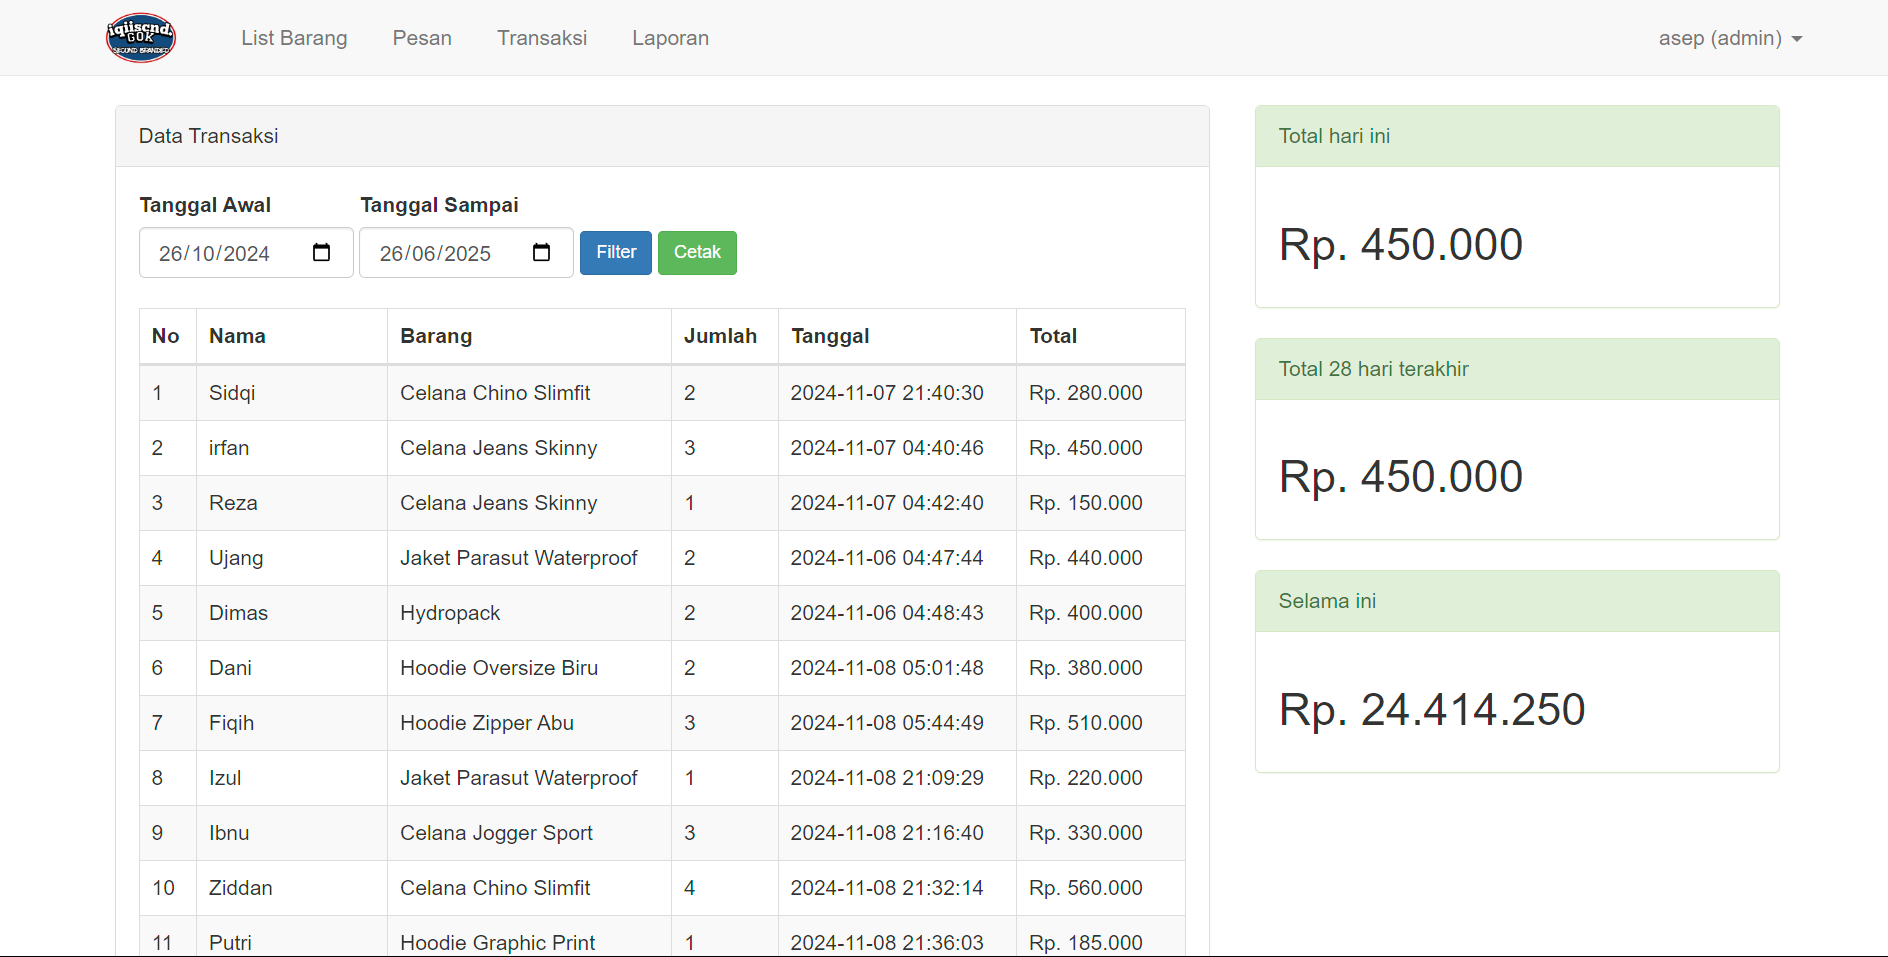 iqiiscnd.
GOK
SECOND BRANDED
List Barang Pesan Transaksi Laporan asep (admin)
Data Transaksi
Tanggal Awal Tanggal Sampai
26/10/2024 26/06/2025 Filter Cetak
No Nama Barang Jumlah Tanggal Total
1 Sidqi Celana Chino Slimfit 2 2024-11-07 21:40:30 Rp. 280.000
2 irfan Celana Jeans Skinny 3 2024-11-07 04:40:46 Rp. 450.000
3 Reza Celana Jeans Skinny 1 2024-11-07 04:42:40 Rp. 150.000
4 Ujang Jaket Parasut Waterproof 2 2024-11-06 04:47:44 Rp. 440.000
5 Dimas Hydropack 2 2024-11-06 04:48:43 Rp. 400.000
6 Dani Hoodie Oversize Biru 2 2024-11-08 05:01:48 Rp. 380.000
7 Fiqih Hoodie Zipper Abu 3 2024-11-08 05:44:49 Rp. 510.000
8 Izul Jaket Parasut Waterproof 1 2024-11-08 21:09:29 Rp. 220.000
9 Ibnu Celana Jogger Sport 3 2024-11-08 21:16:40 Rp. 330.000
10 Ziddan Celana Chino Slimfit 4 2024-11-08 21:32:14 Rp. 560.000
11 Putri Hoodie Graphic Print 1 2024-11-08 21:36:03 Rp. 185.000
Total hari ini
Rp. 450.000
Total 28 hari terakhir
Rp. 450.000
Selama ini
Rp. 24.414.250